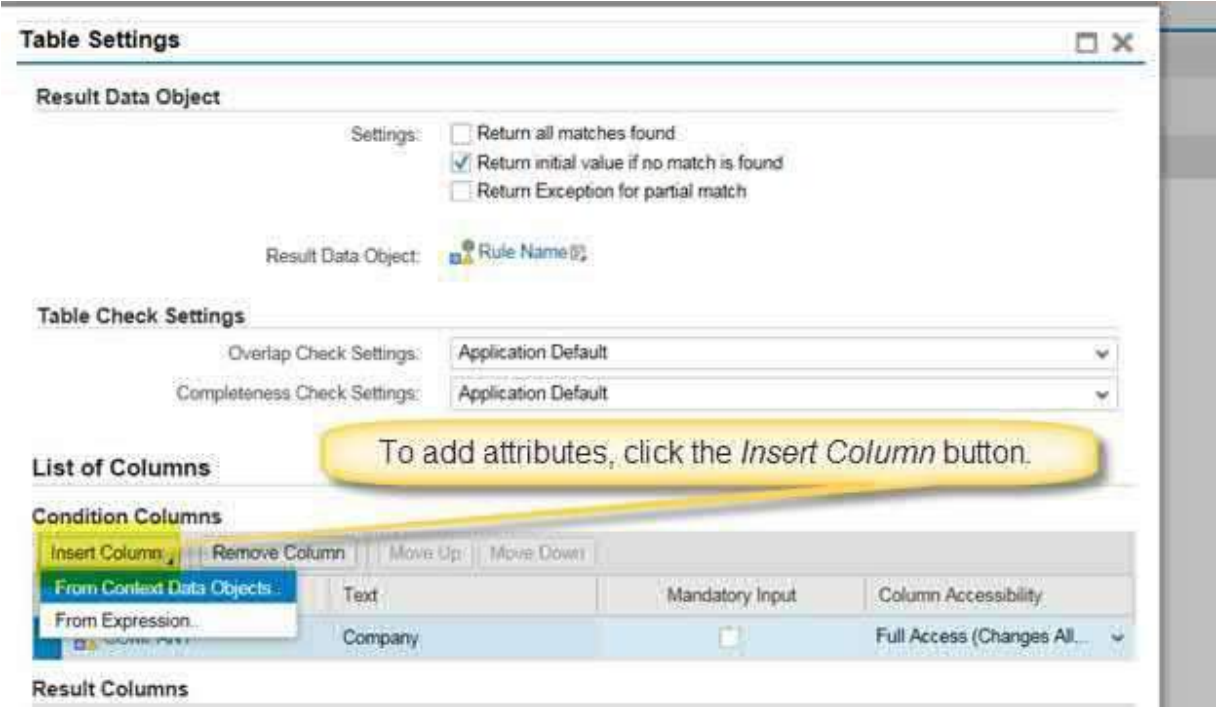 Table Settings
Result Data Object
Settings:
Return all matches found
Return initial value if no match is found
Return Exception for partial match
Result Data Object: Rule Name
Table Check Settings
Overlap Check Settings: Application Default
Completeness Check Settings: Application Default
To add attributes, click the Insert Column button.
List of Columns
Condition Columns
Insert Column Remove Column Move Up Move Down
From Context Data Objects..
Text Mandatory Input Column Accessibility
From Expression..
COMPANY Company Full Access (Changes All...
Result Columns